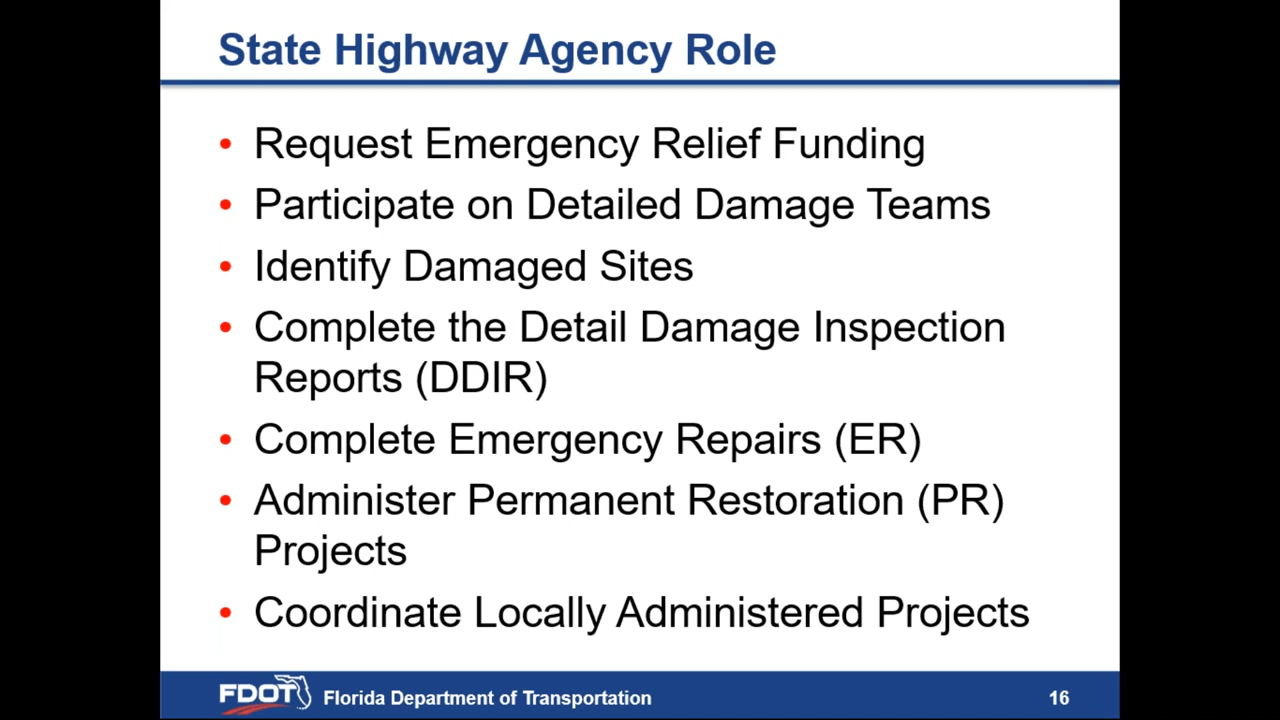 State Highway Agency Role
• Request Emergency Relief Funding
• Participate on Detailed Damage Teams
• Identify Damaged Sites
• Complete the Detail Damage Inspection
Reports (DDIR)
• Complete Emergency Repairs (ER)
• Administer Permanent Restoration (PR)
Projects
• Coordinate Locally Administered Projects
FDOT Florida Department of Transportation 16